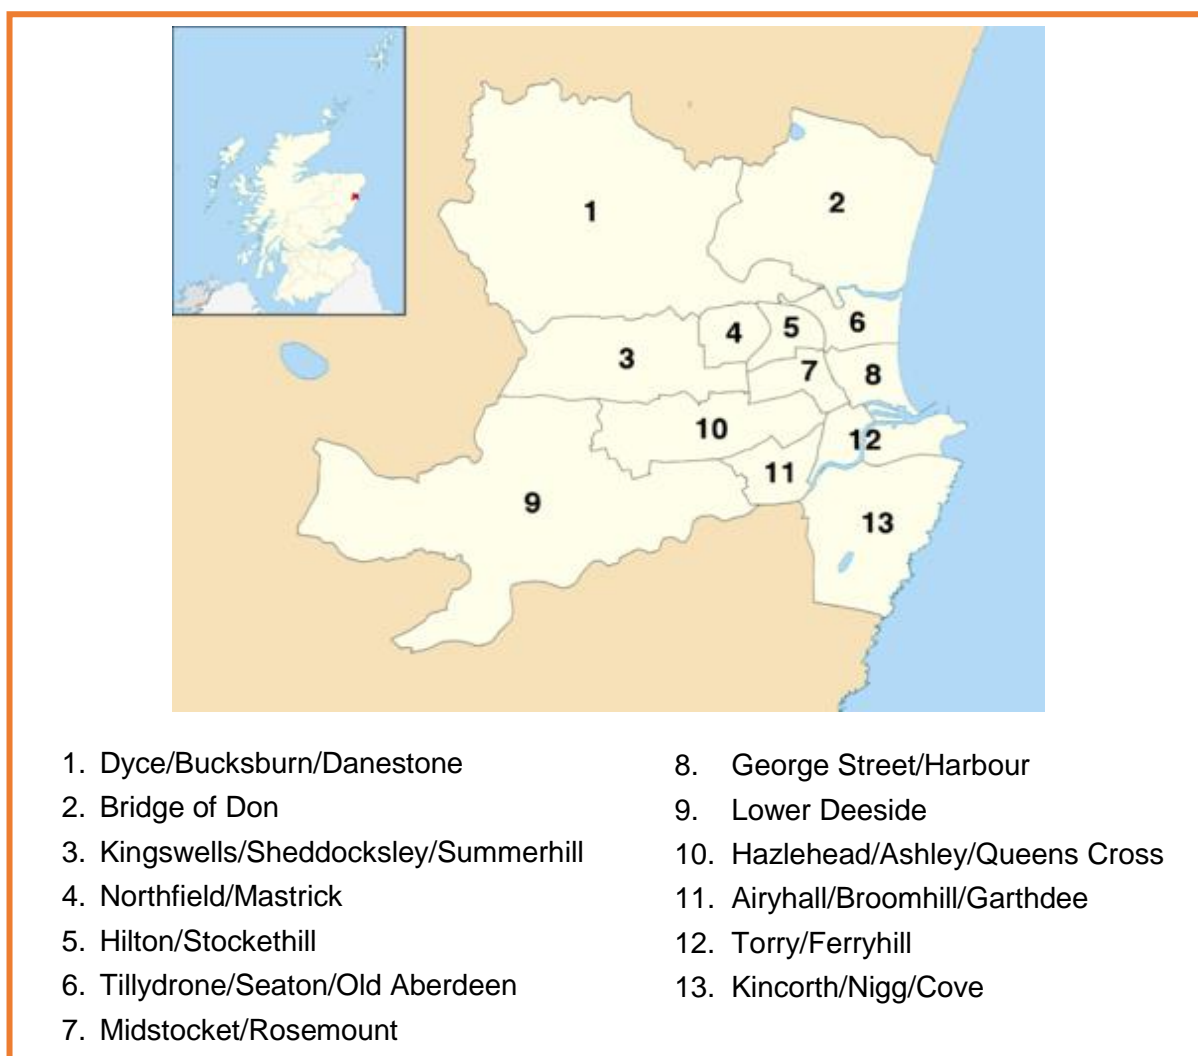 1
2
3
4
5
6
7
8
9
10
11
12
13
1. Dyce/Bucksburn/Danestone
2. Bridge of Don
3. Kingswells/Sheddocksley/Summerhill
4. Northfield/Mastrick
5. Hilton/Stockethill
6. Tillydrone/Seaton/Old Aberdeen
7. Midstocket/Rosemount
8. George Street/Harbour
9. Lower Deeside
10. Hazlehead/Ashley/Queens Cross
11. Airyhall/Broomhill/Garthdee
12. Torry/Ferryhill
13. Kincorth/Nigg/Cove